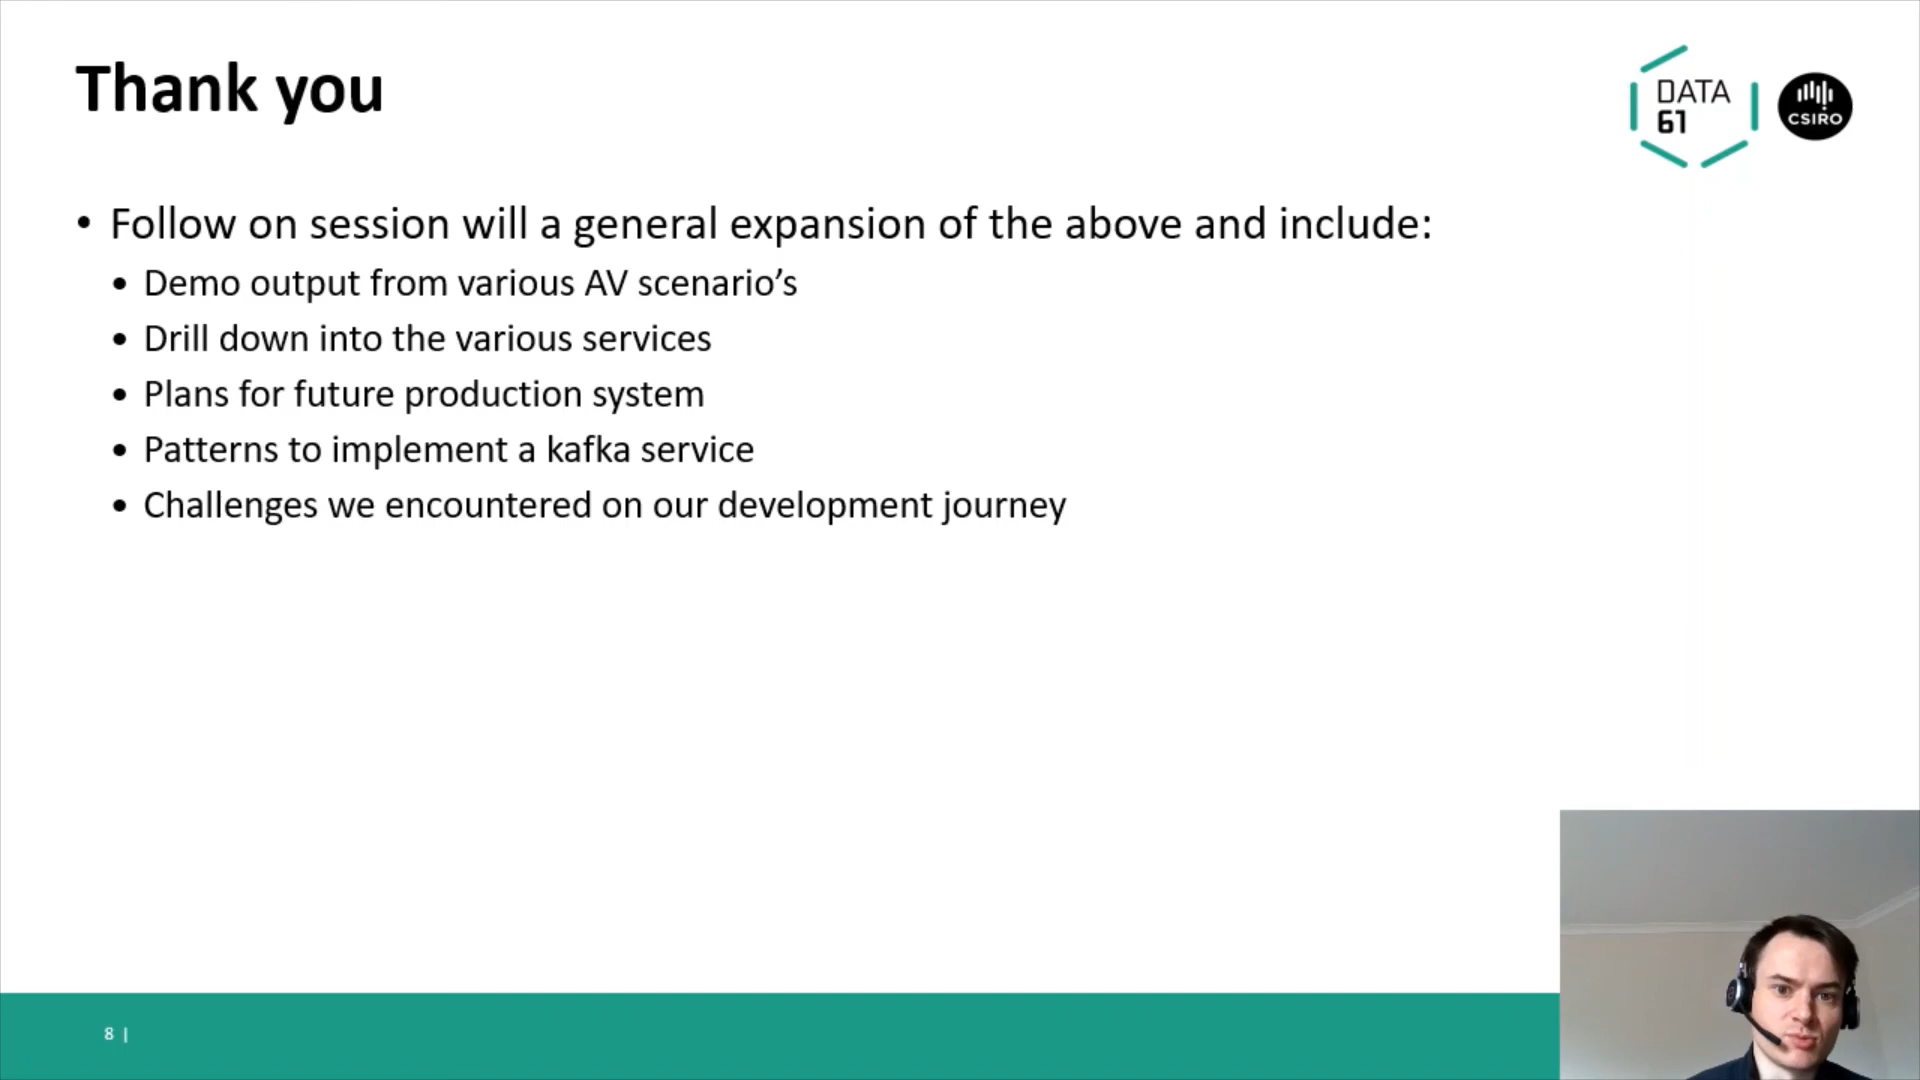 Thank you
DATA
61
CSIRO
• Follow on session will a general expansion of the above and include:
• Demo output from various AV scenario’s
• Drill down into the various services
• Plans for future production system
• Patterns to implement a kafka service
• Challenges we encountered on our development journey
8 |